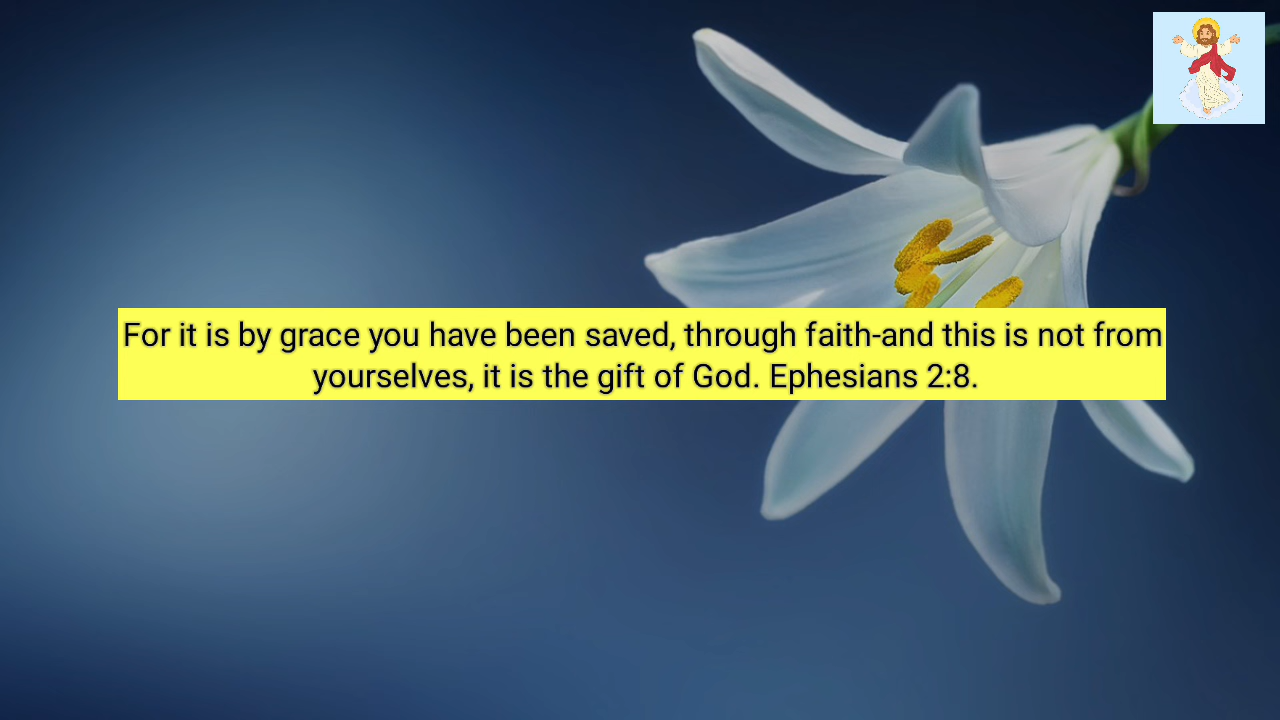 For it is by grace you have been saved, through faith-and this is not from
yourselves, it is the gift of God. Ephesians 2:8.